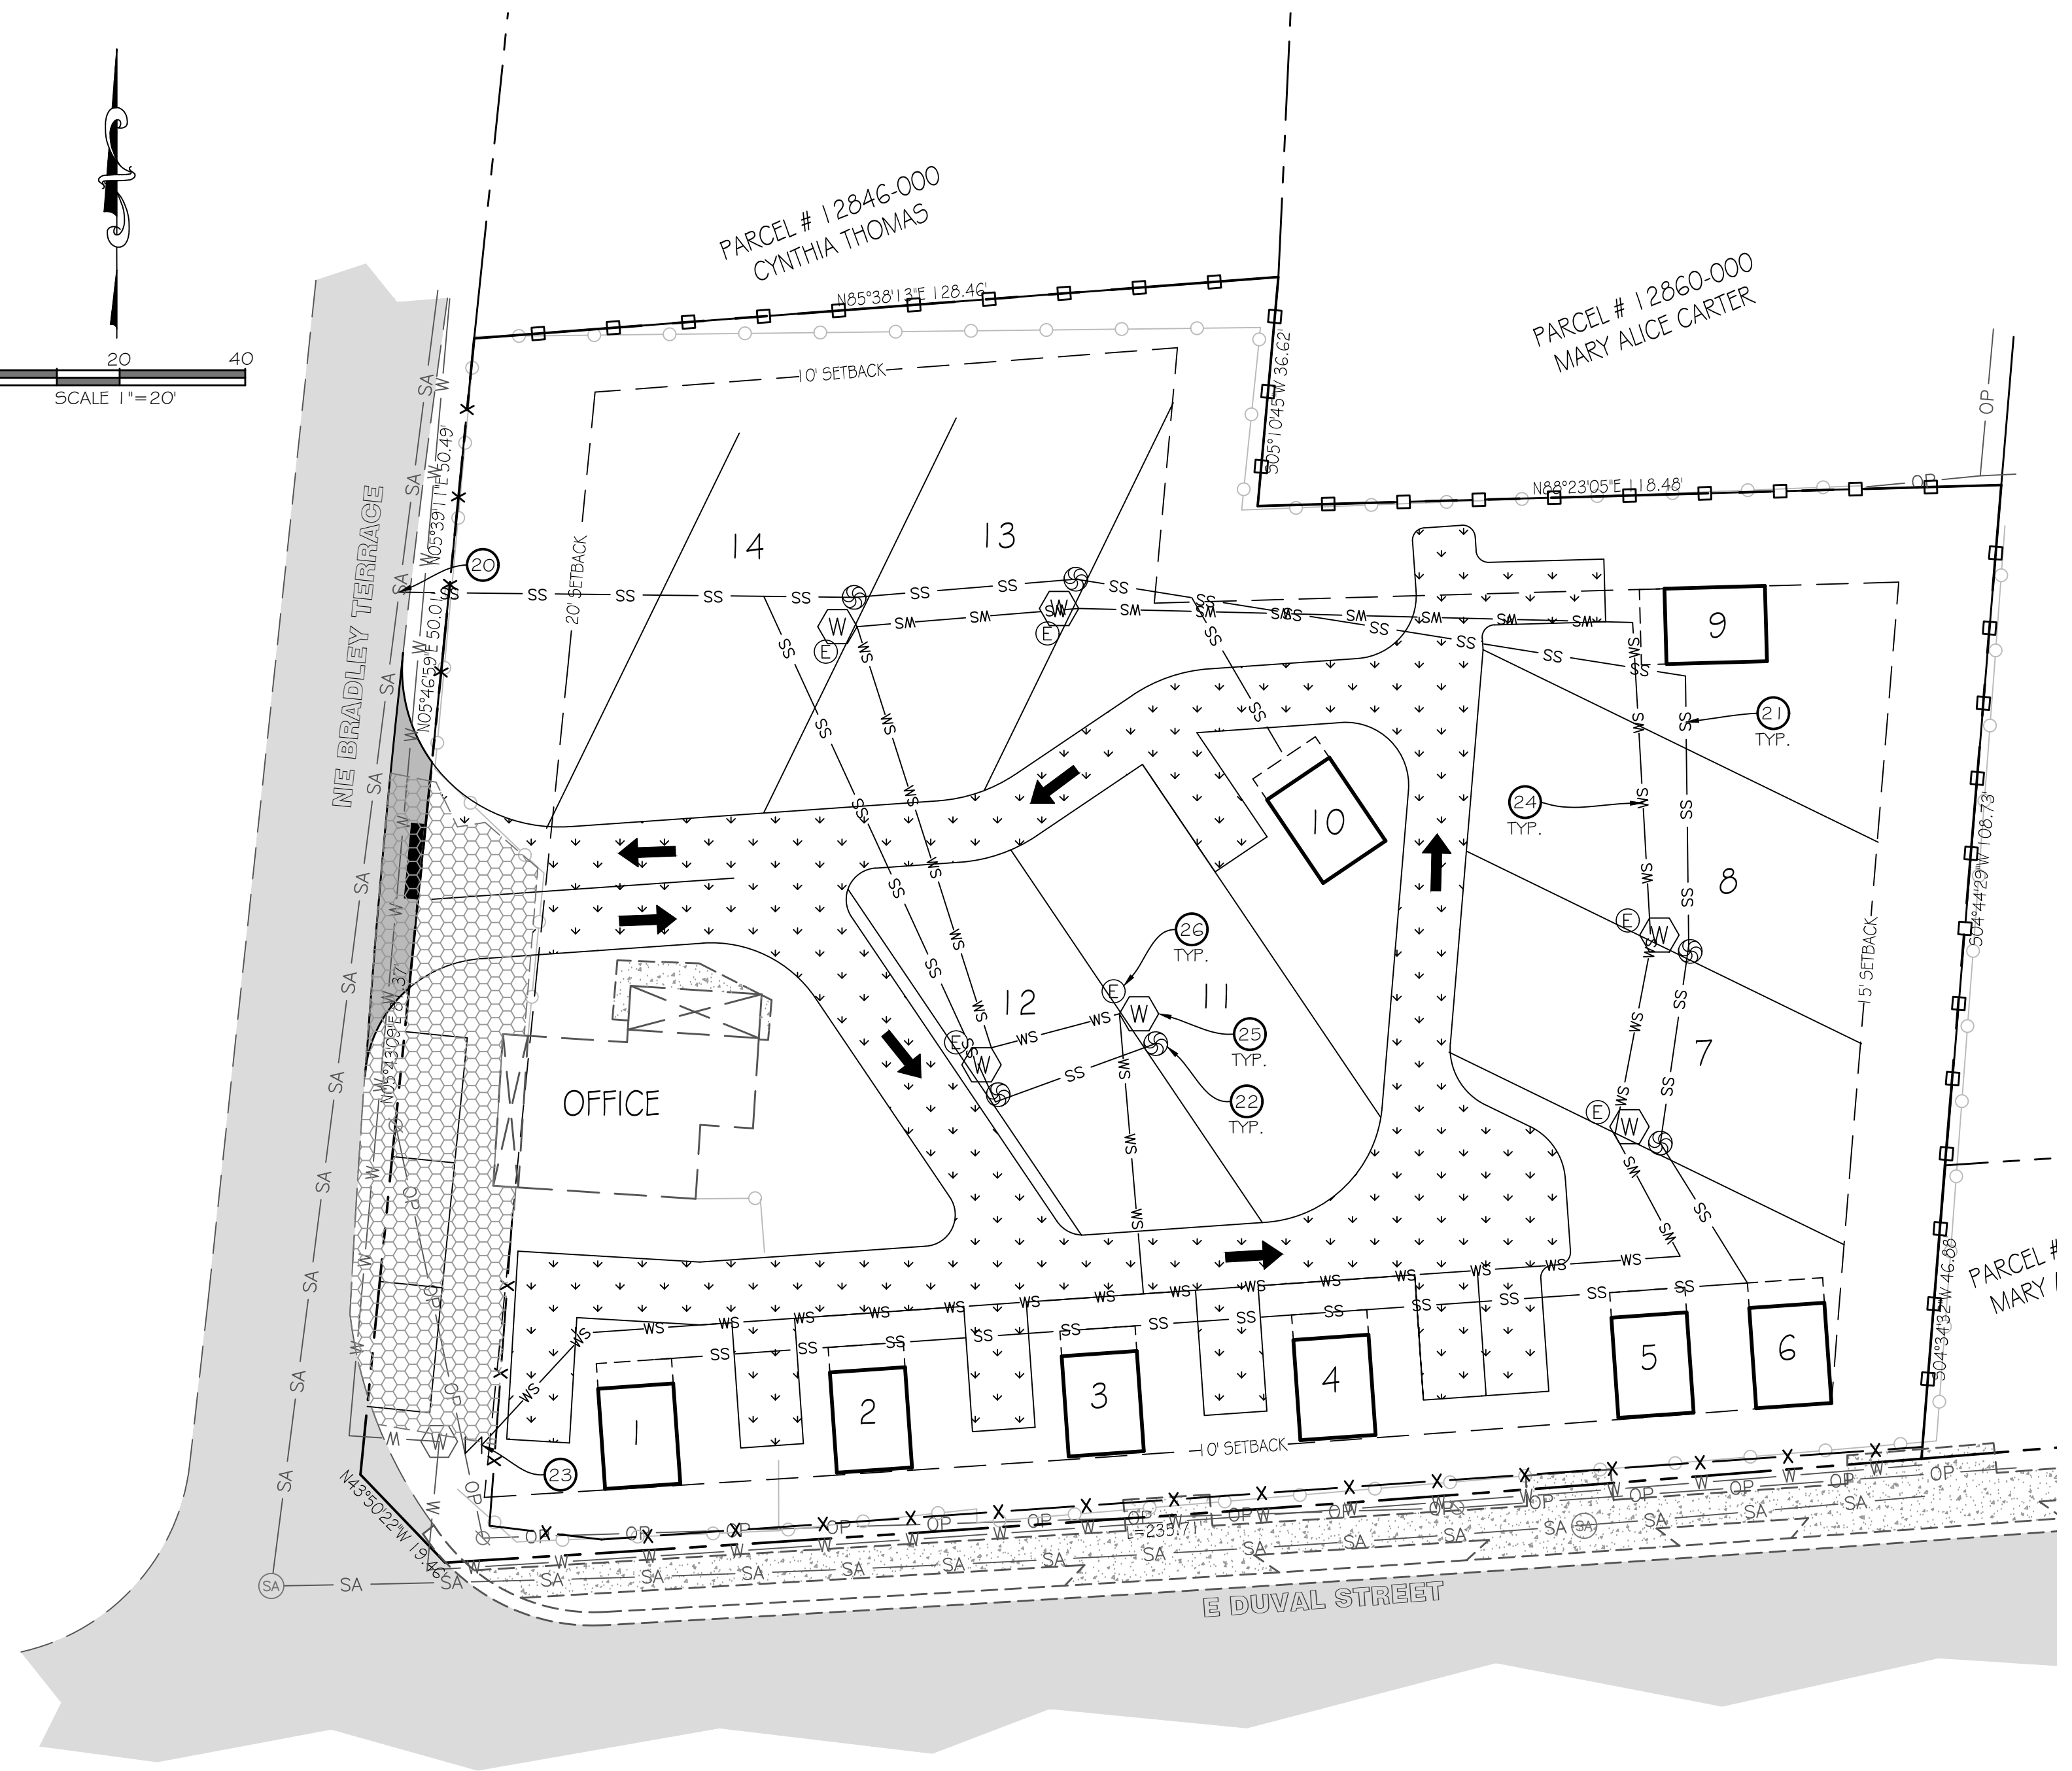 PARCEL # 12846-000
CYNTHIA THOMAS
PARCEL # 12860-000
MARY ALICE CARTER
N85°38'13"E 128.46'
S05°10'45"W 36.62'
N88°23'05"E 118.48'
OP
OP
20 40
SCALE 1"=20'
10' SETBACK
20' SETBACK
N05°39'11"E 50.49'
NE BRADLEY TERRACE
14
13
20
SA
W
SS
WS
E
9
21
TYP.
24
TYP.
10
8
15' SETBACK
S04°44'29"W 108.73'
26
TYP.
12
11
25
TYP.
22
TYP.
7
OFFICE
1
2
3
4
5
6
23
10' SETBACK
S04°34'32"W 46.88'
PARCEL #
MARY
N43°50'22"W 19.46'
L=235.71'
E DUVAL STREET